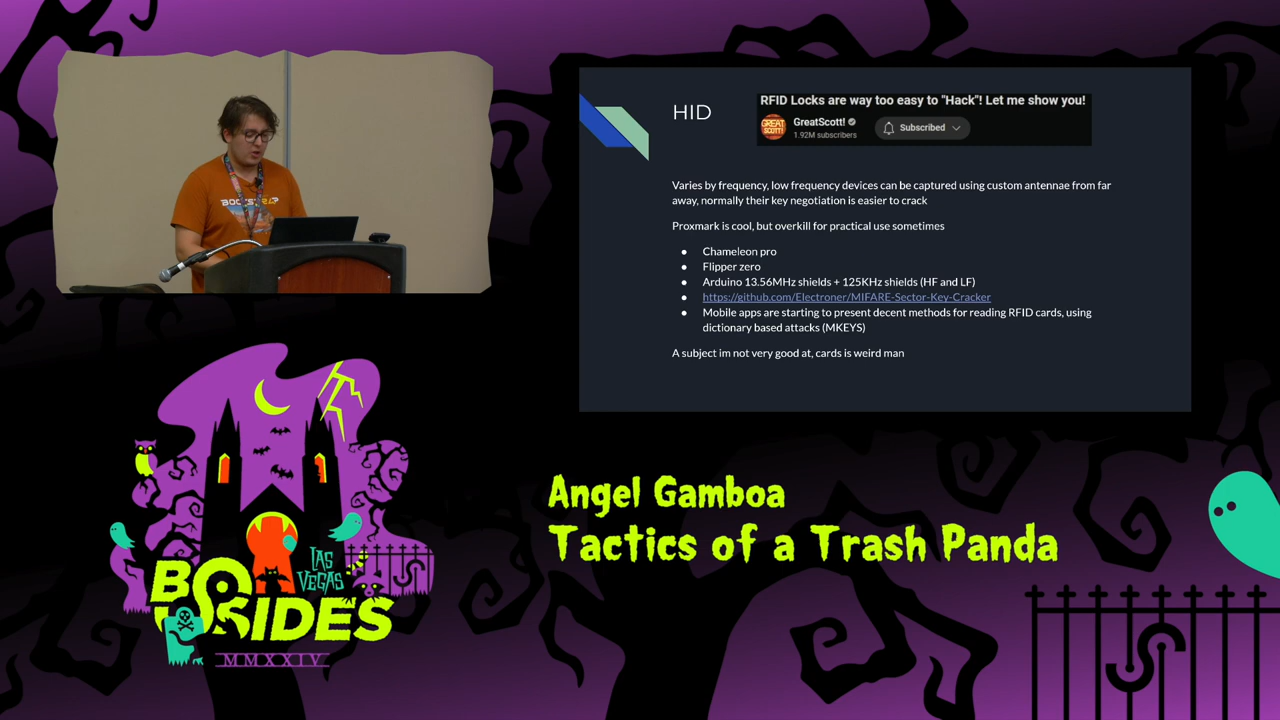 HID
RFID Locks are way too easy to "Hack"! Let me show you!
GREAT
SCOTT!
GreatScott!
1.92M subscribers
Subscribed
Varies by frequency, low frequency devices can be captured using custom antennae from far
away, normally their key negotiation is easier to crack
Proxmark is cool, but overkill for practical use sometimes
● Chameleon pro
● Flipper zero
● Arduino 13.56MHz shields + 125KHz shields (HF and LF)
● https://github.com/Electroner/MIFARE-Sector-Key-Cracker
● Mobile apps are starting to present decent methods for reading RFID cards, using
dictionary based attacks (MKEYS)
A subject im not very good at, cards is weird man
Angel Gamboa
Tactics of a Trash Panda
LAS
VEGAS
BSIDES
MMXXIV